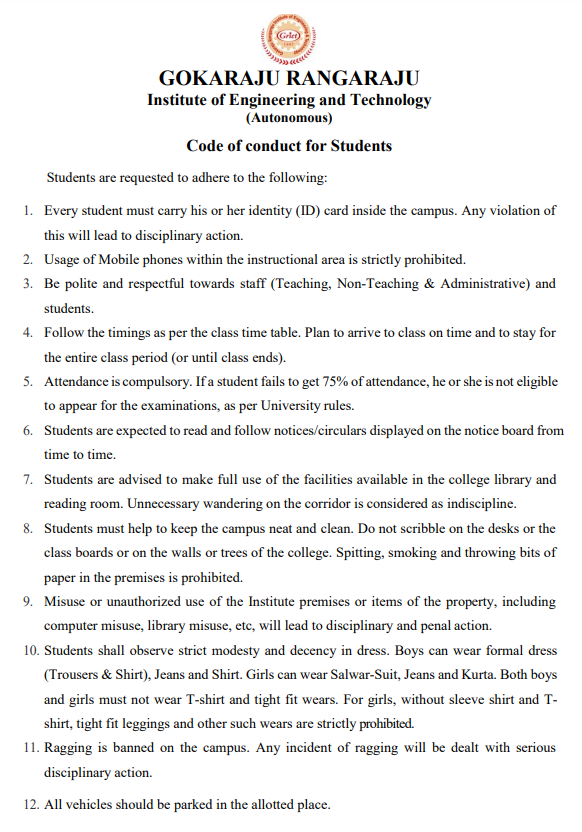 Griet
GOKARAJU RANGARAJU
Institute of Engineering and Technology
(Autonomous)
Code of conduct for Students
Students are requested to adhere to the following:
1. Every student must carry his or her identity (ID) card inside the campus. Any violation of
this will lead to disciplinary action.
2. Usage of Mobile phones within the instructional area is strictly prohibited.
3. Be polite and respectful towards staff (Teaching, Non-Teaching & Administrative) and
students.
4. Follow the timings as per the class time table. Plan to arrive to class on time and to stay for
the entire class period (or until class ends).
5. Attendance is compulsory. If a student fails to get 75% of attendance, he or she is not eligible
to appear for the examinations, as per University rules.
6. Students are expected to read and follow notices/circulars displayed on the notice board from
time to time.
7. Students are advised to make full use of the facilities available in the college library and
reading room. Unnecessary wandering on the corridor is considered as indiscipline.
8. Students must help to keep the campus neat and clean. Do not scribble on the desks or the
class boards or on the walls or trees of the college. Spitting, smoking and throwing bits of
paper in the premises is prohibited.
9. Misuse or unauthorized use of the Institute premises or items of the property, including
computer misuse, library misuse, etc, will lead to disciplinary and penal action.
10. Students shall observe strict modesty and decency in dress. Boys can wear formal dress
(Trousers & Shirt), Jeans and Shirt. Girls can wear Salwar-Suit, Jeans and Kurta. Both boys
and girls must not wear T-shirt and tight fit wears. For girls, without sleeve shirt and T-
shirt, tight fit leggings and other such wears are strictly prohibited.
11. Ragging is banned on the campus. Any incident of ragging will be dealt with serious
disciplinary action.
12. All vehicles should be parked in the allotted place.